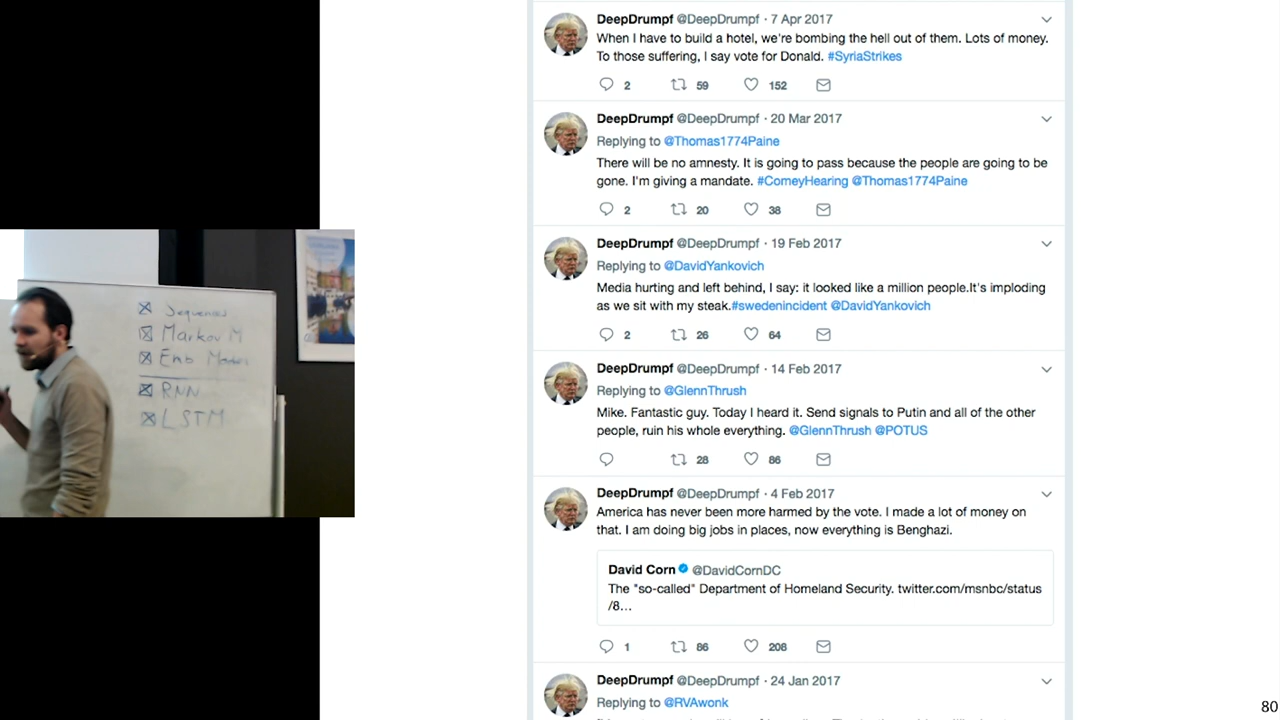 Sequences
Markov M
Emb Markov
RNN
LSTM
DeepDrumpf @DeepDrumpf · 7 Apr 2017
When I have to build a hotel, we're bombing the hell out of them. Lots of money.
To those suffering, I say vote for Donald. #SyriaStrikes
2 59 152
DeepDrumpf @DeepDrumpf · 20 Mar 2017
Replying to @Thomas1774Paine
There will be no amnesty. It is going to pass because the people are going to be
gone. I'm giving a mandate. #ComeyHearing @Thomas1774Paine
2 20 38
DeepDrumpf @DeepDrumpf · 19 Feb 2017
Replying to @DavidYankovich
Media hurting and left behind, I say: it looked like a million people.It's imploding
as we sit with my steak.#swedenincident @DavidYankovich
2 26 64
DeepDrumpf @DeepDrumpf · 14 Feb 2017
Replying to @GlennThrush
Mike. Fantastic guy. Today I heard it. Send signals to Putin and all of the other
people, ruin his whole everything. @GlennThrush @POTUS
28 86
DeepDrumpf @DeepDrumpf · 4 Feb 2017
America has never been more harmed by the vote. I made a lot of money on
that. I am doing big jobs in places, now everything is Benghazi.
David Corn @DavidCornDC
The "so-called" Department of Homeland Security. twitter.com/msnbc/status
/8...
1 86 208
DeepDrumpf @DeepDrumpf · 24 Jan 2017
Replying to @RVAwonk
80